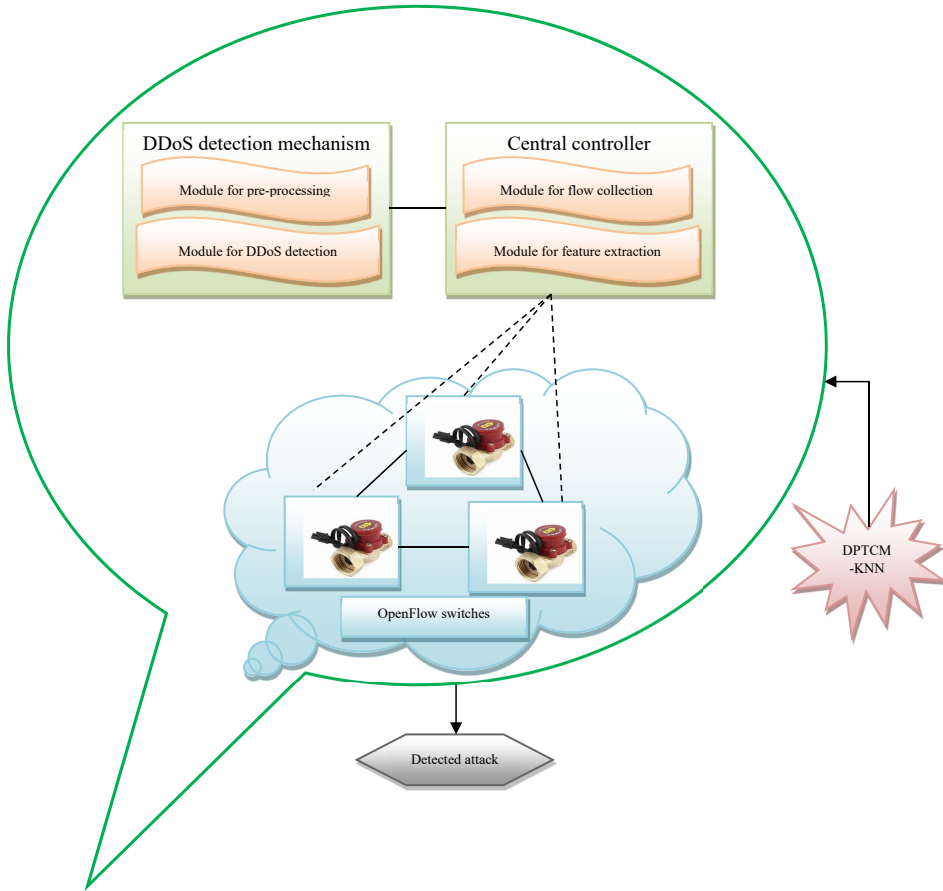 DDoS detection mechanism
Module for pre-processing
Module for DDoS detection
Central controller
Module for flow collection
Module for feature extraction
OpenFlow switches
DPTCM
-KNN
Detected attack